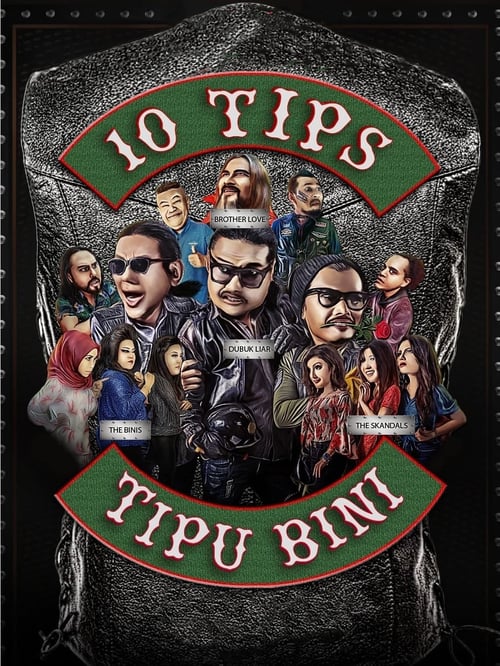 10 TIPS
BROTHER LOVE
DUBUK LIAR
THE BINIS
THE SKANDALS
TIPU BINI